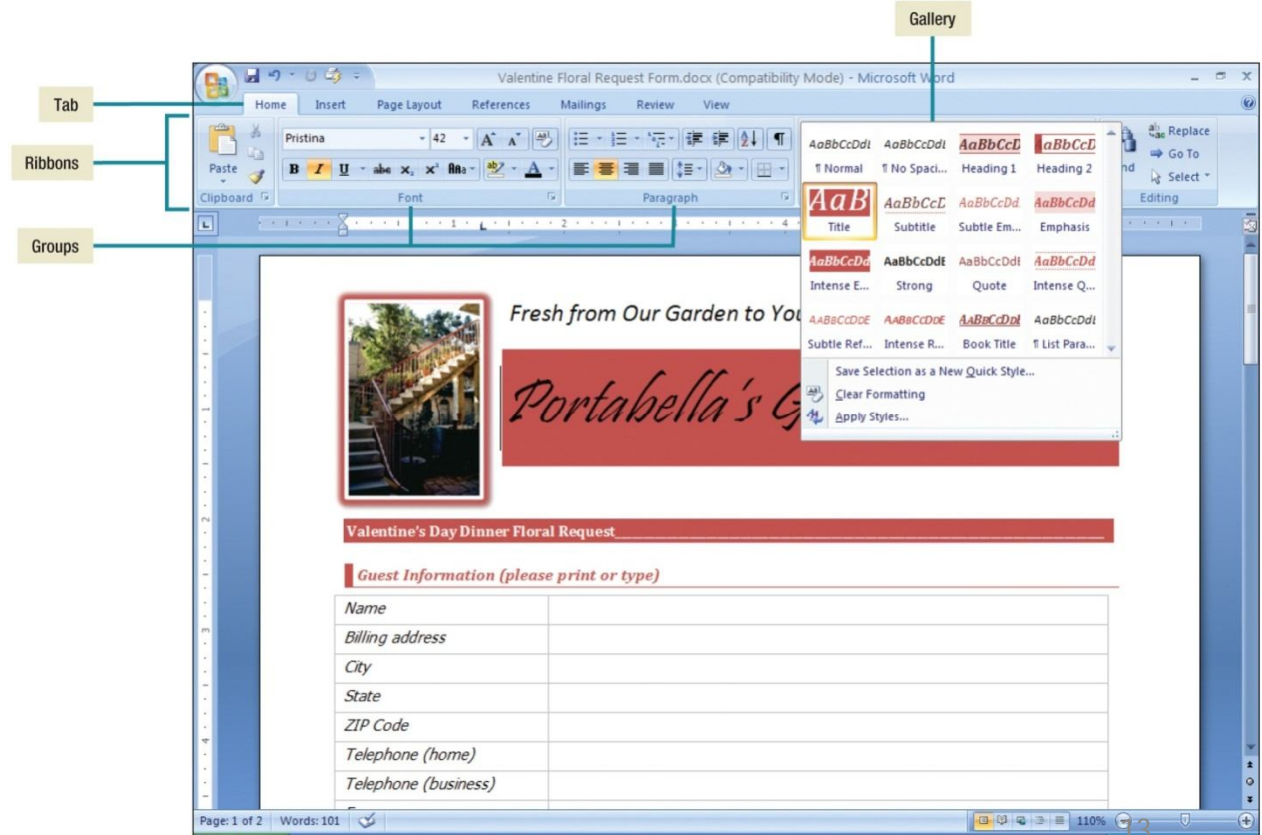 Gallery
Valentine Floral Request Form.docx (Compatibility Mode) - Microsoft Word
Tab
Home Insert Page Layout References Mailings Review View
Ribbons
Paste
Pristina 42
Replace
Go To
Select
Clipboard Font Paragraph Editing
Groups
AaBbCcDdI AaBbCcDdI AaBbCcD AaBbCcD
¶ Normal ¶ No Spaci... Heading 1 Heading 2
AaB AaBbCcD AaBbCcDd AaBbCcDd
Title Subtitle Subtle Em... Emphasis
AaBbCcDd AaBbCcDdE AaBbCcDdE AaBbCcDd
Intense E... Strong Quote Intense Q...
AABBCCDDE AABBCCDDE AABBCCDDE AaBbCcDdI
Subtle Ref... Intense R... Book Title ¶ List Para...
Save Selection as a New Quick Style...
Clear Formatting
Apply Styles...
Fresh from Our Garden to You
Portabella's G
Valentine's Day Dinner Floral Request
Guest Information (please print or type)
Name
Billing address
City
State
ZIP Code
Telephone (home)
Telephone (business)
Page: 1 of 2 Words: 101 110%
13